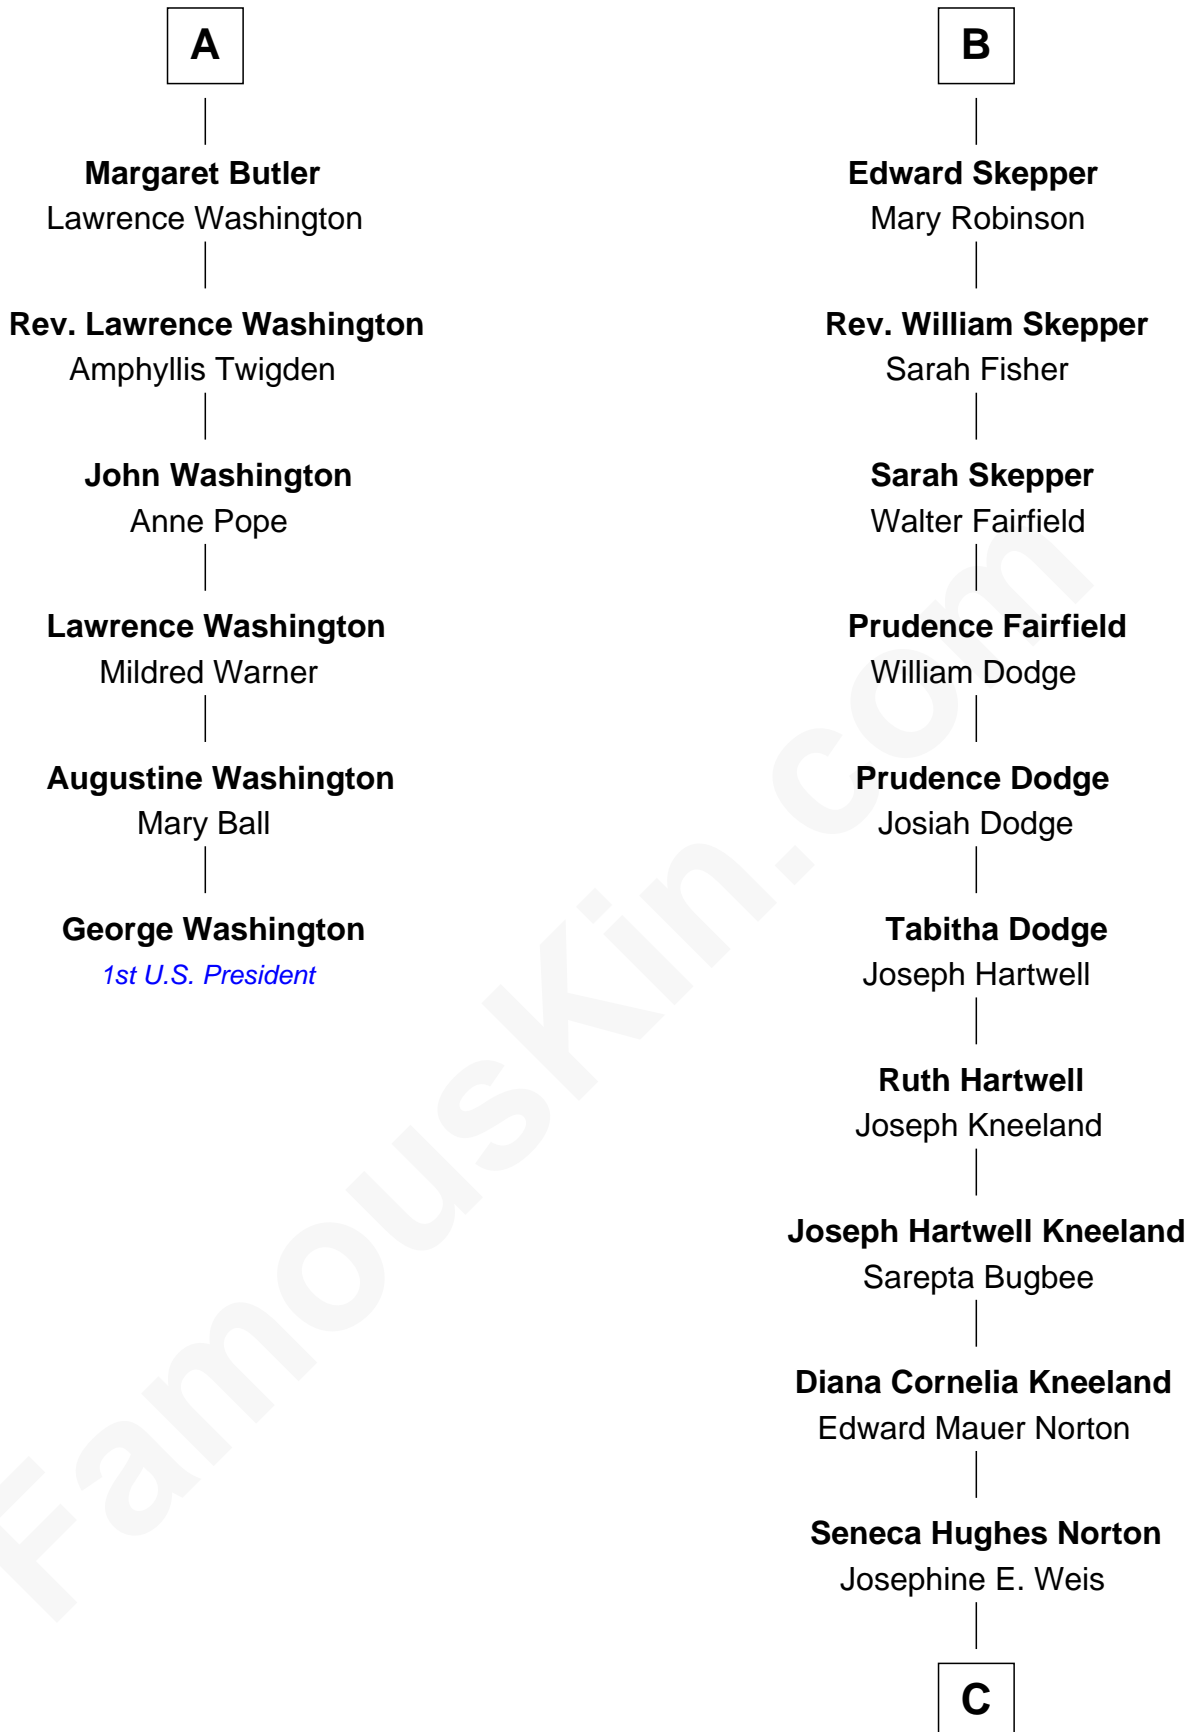 A
Margaret Butler
Lawrence Washington
Rev. Lawrence Washington
Amphyllis Twigden
John Washington
Anne Pope
Lawrence Washington
Mildred Warner
Augustine Washington
Mary Ball
George Washington
1st U.S. President
B
Edward Skepper
Mary Robinson
Rev. William Skepper
Sarah Fisher
Sarah Skepper
Walter Fairfield
Prudence Fairfield
William Dodge
Prudence Dodge
Josiah Dodge
Tabitha Dodge
Joseph Hartwell
Ruth Hartwell
Joseph Kneeland
Joseph Hartwell Kneeland
Sarepta Bugbee
Diana Cornelia Kneeland
Edward Mauer Norton
Seneca Hughes Norton
Josephine E. Weis
C
FamousKin.com